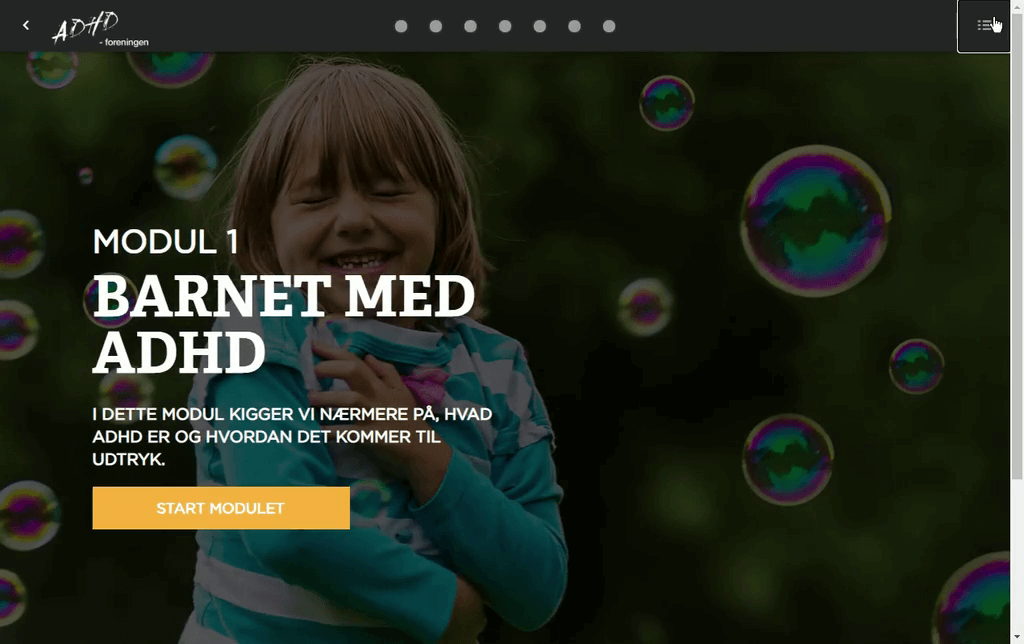 ADHD
- foreningen
MODUL 1
BARNET MED
ADHD
I DETTE MODUL KIGGER VI NÆRMERE PÅ, HVAD
ADHD ER OG HVORDAN DET KOMMER TIL
UDTRYK.
START MODULET